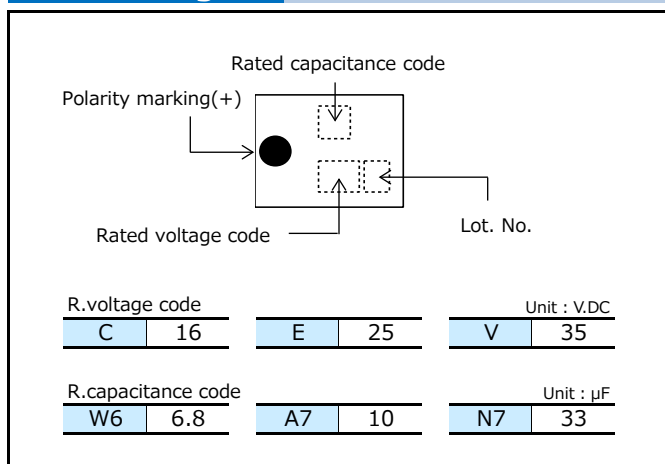 Rated capacitance code
Polarity marking(+)
Rated voltage code
Lot. No.
R.voltage code Unit : V.DC
C 16 E 25 V 35
R.capacitance code Unit : μF
W6 6.8 A7 10 N7 33